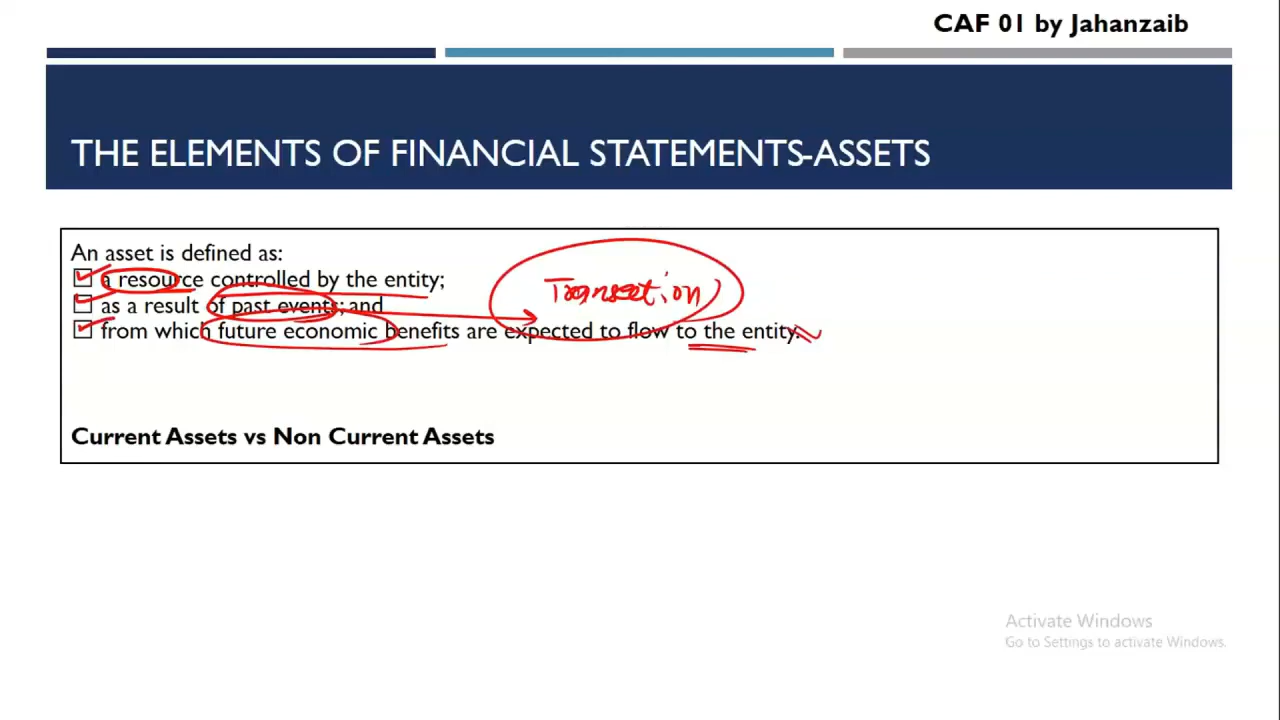 CAF 01 by Jahanzaib
THE ELEMENTS OF FINANCIAL STATEMENTS-ASSETS
An asset is defined as:
a resource controlled by the entity;
as a result of past events; and
from which future economic benefits are expected to flow to the entity.
Transection
Current Assets vs Non Current Assets
Activate Windows
Go to Settings to activate Windows.